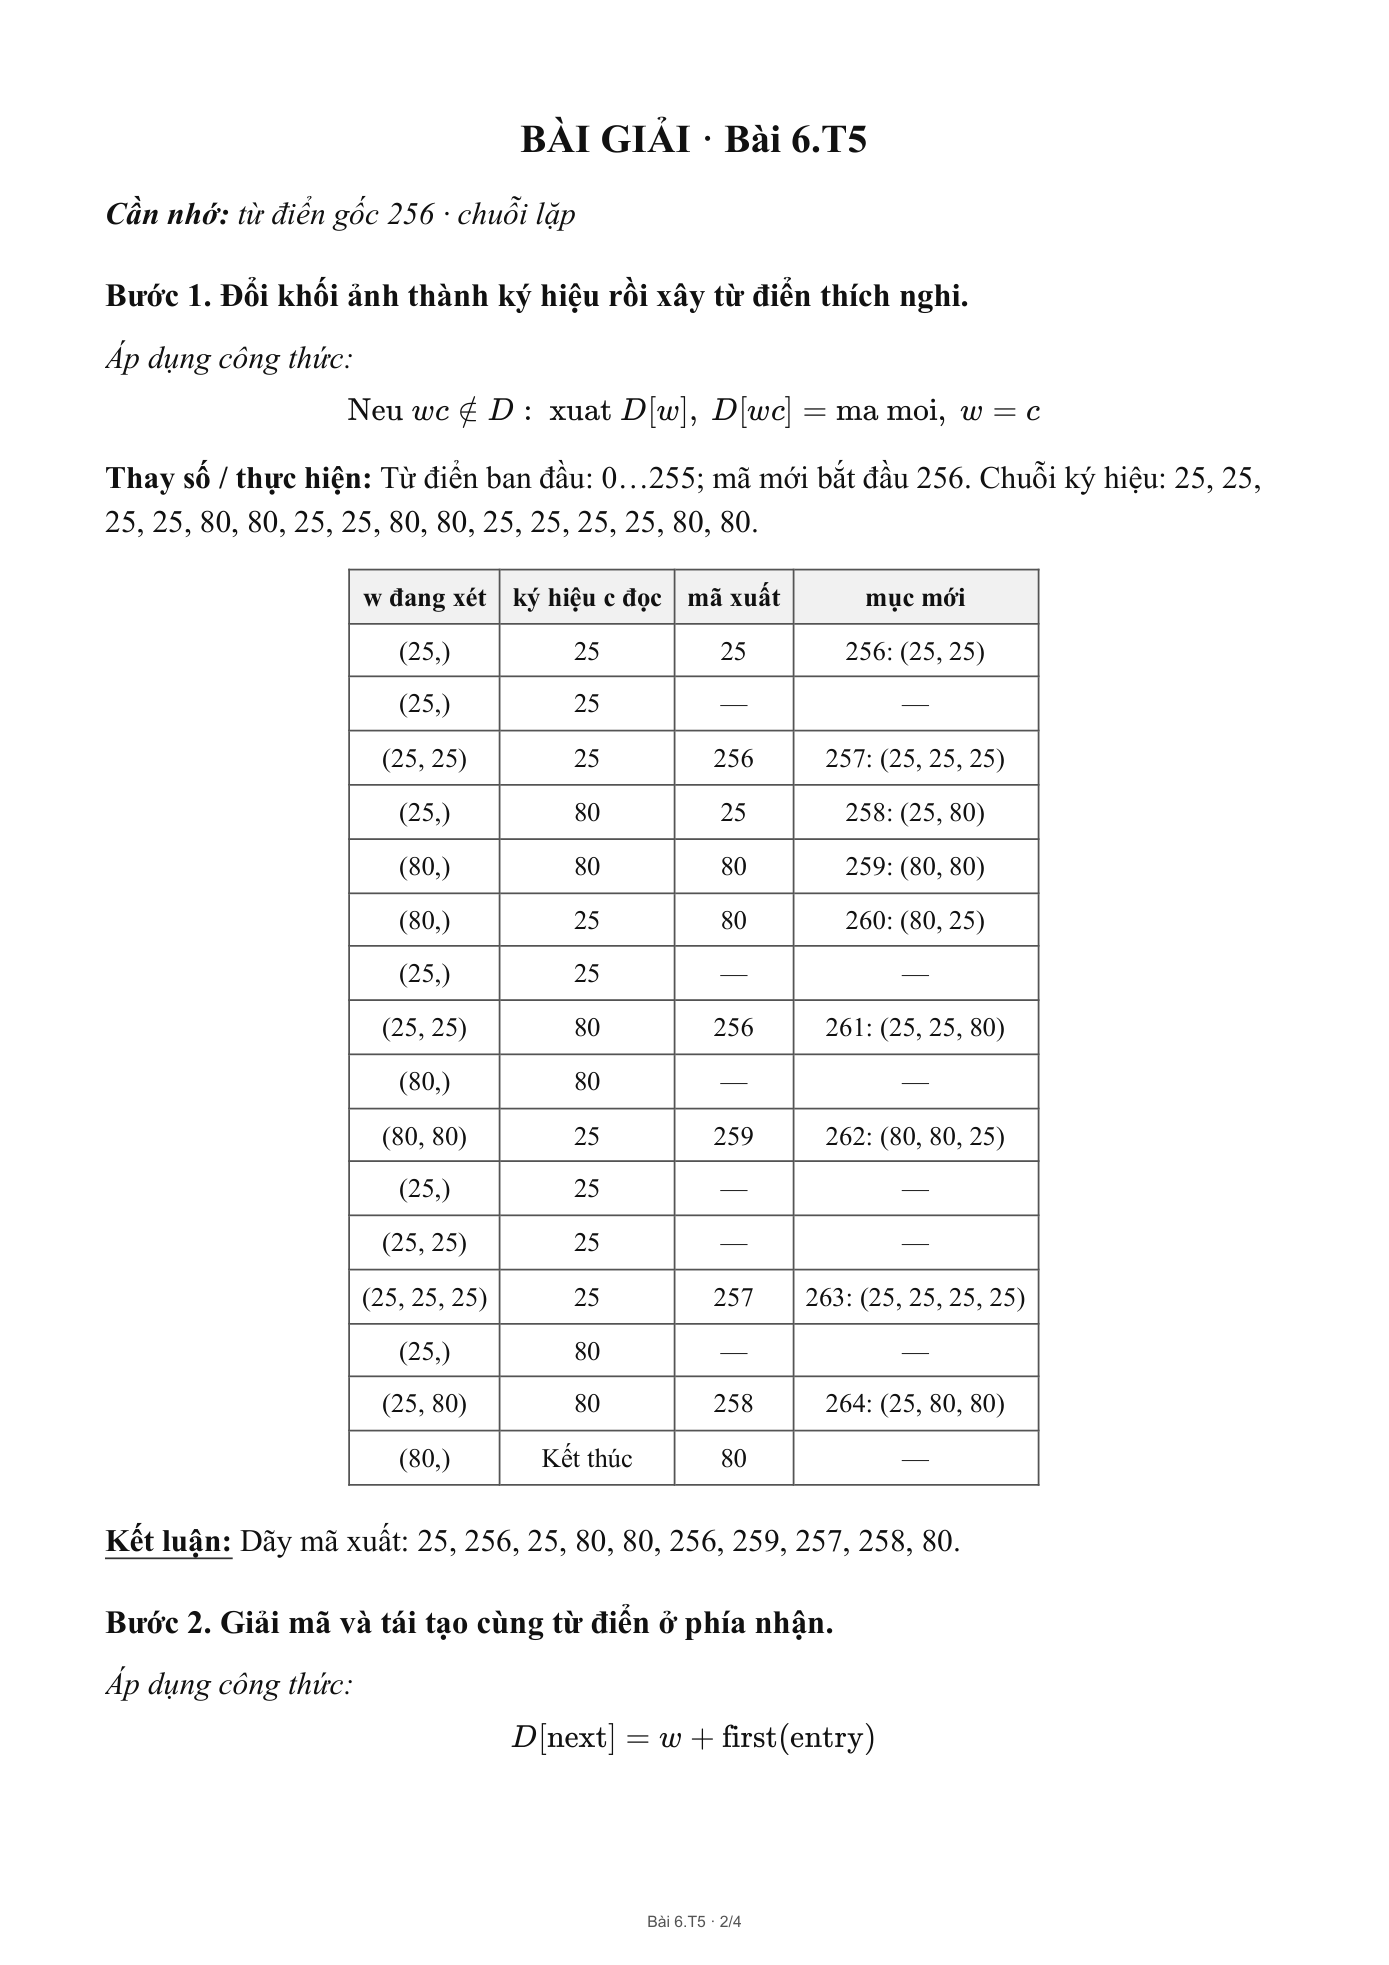 BÀI GIẢI · Bài 6.T5
Cần nhớ: từ điển gốc 256 · chuỗi lặp
Bước 1. Đổi khối ảnh thành ký hiệu rồi xây từ điển thích nghi.
Áp dụng công thức:
Neu wc ∉ D : xuat D[w], D[wc] = ma moi, w = c
Thay số / thực hiện: Từ điển ban đầu: 0…255; mã mới bắt đầu 256. Chuỗi ký hiệu: 25, 25,
25, 25, 80, 80, 25, 25, 80, 80, 25, 25, 25, 25, 80, 80.
w đang xét ký hiệu c đọc mã xuất mục mới
(25,) 25 25 256: (25, 25)
(25,) 25 — —
(25, 25) 25 256 257: (25, 25, 25)
(25,) 80 25 258: (25, 80)
(80,) 80 80 259: (80, 80)
(80,) 25 80 260: (80, 25)
(25,) 25 — —
(25, 25) 80 256 261: (25, 25, 80)
(80,) 80 — —
(80, 80) 25 259 262: (80, 80, 25)
(25,) 25 — —
(25, 25) 25 — —
(25, 25, 25) 25 257 263: (25, 25, 25, 25)
(25,) 80 — —
(25, 80) 80 258 264: (25, 80, 80)
(80,) Kết thúc 80 —
Kết luận: Dãy mã xuất: 25, 256, 25, 80, 80, 256, 259, 257, 258, 80.
Bước 2. Giải mã và tái tạo cùng từ điển ở phía nhận.
Áp dụng công thức:
D[next] = w + first(entry)
Bài 6.T5 · 2/4